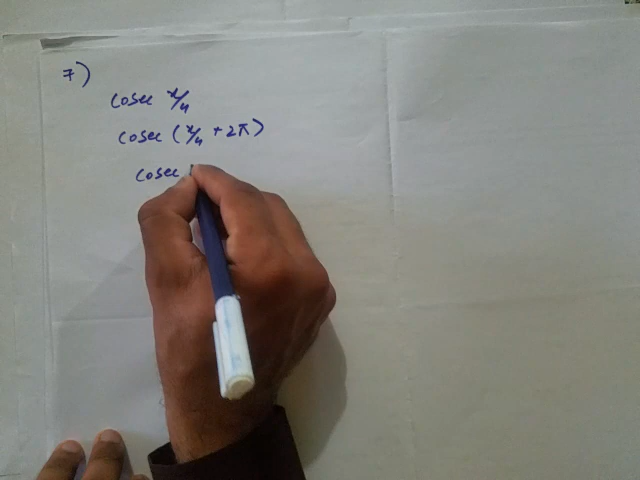 7)
cosec x/4
cosec (x/4 + 2π)
cosec